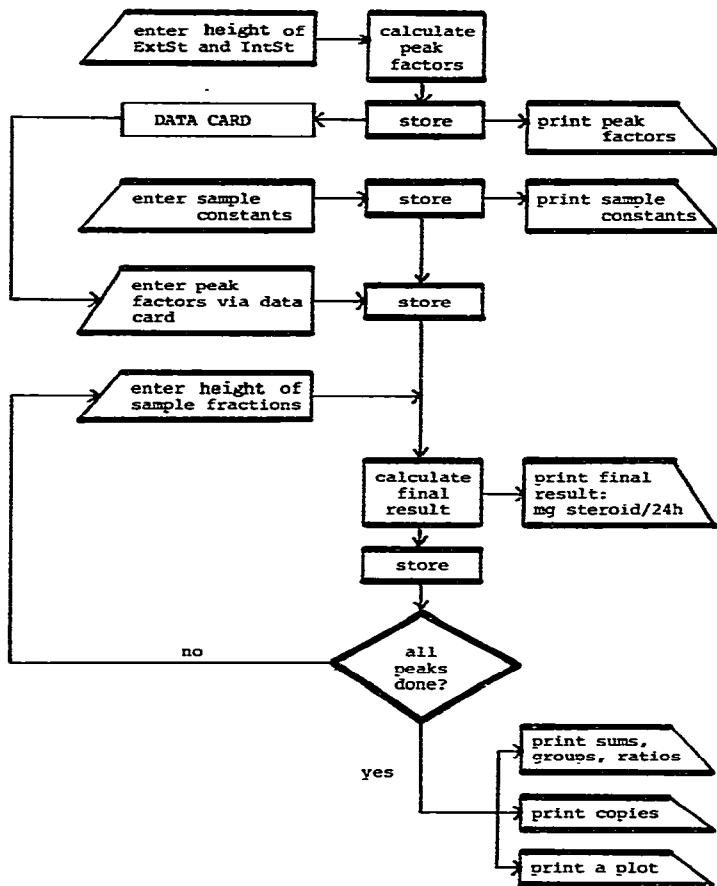 enter height of
ExtSt and IntSt
calculate
peak
factors
DATA CARD
store
print peak
factors
enter sample
constants
store
print sample
constants
enter peak
factors via data
card
store
enter height of
sample fractions
calculate
final
result
print final
result:
mg steroid/24h
store
no
all
peaks
done?
yes
print sums,
groups, ratios
print copies
print a plot